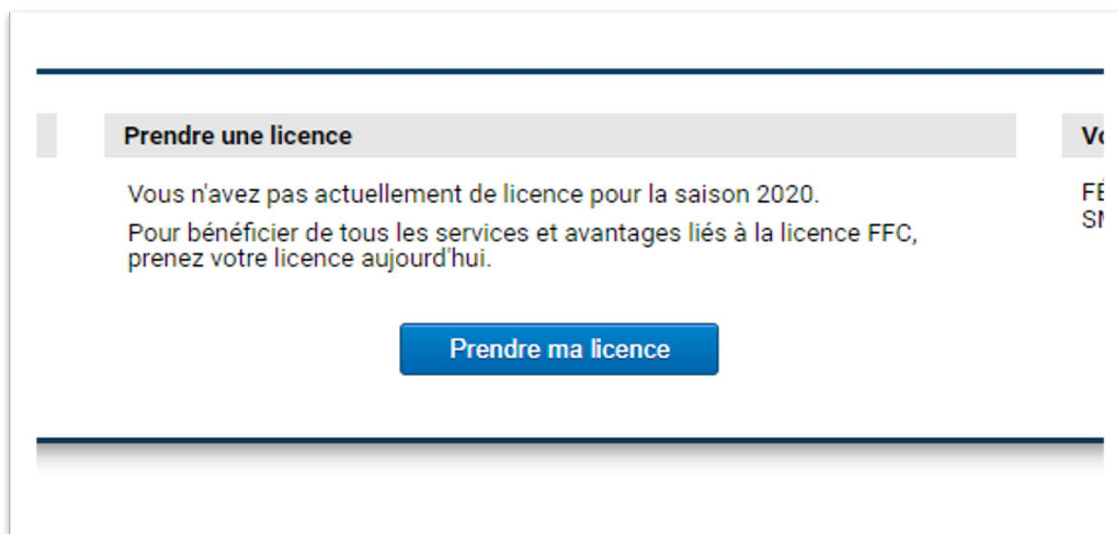 Prendre une licence
Vous n'avez pas actuellement de licence pour la saison 2020.
Pour bénéficier de tous les services et avantages liés à la licence FFC,
prenez votre licence aujourd'hui.
Prendre ma licence